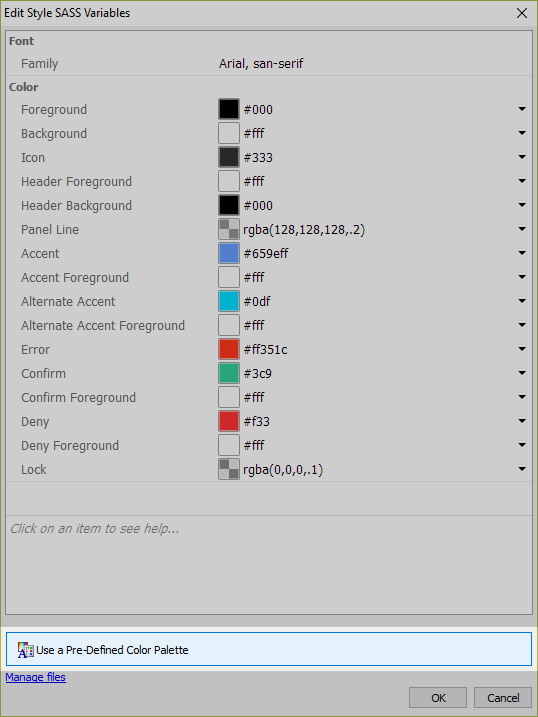 Edit Style SASS Variables
Font
Family Arial, san-serif
Color
Foreground #000
Background #fff
Icon #333
Header Foreground #fff
Header Background #000
Panel Line rgba(128,128,128,.2)
Accent #659eff
Accent Foreground #fff
Alternate Accent #0df
Alternate Accent Foreground #fff
Error #ff351c
Confirm #3c9
Confirm Foreground #fff
Deny #f33
Deny Foreground #fff
Lock rgba(0,0,0,.1)
Click on an item to see help...
Use a Pre-Defined Color Palette
Manage files
OK Cancel